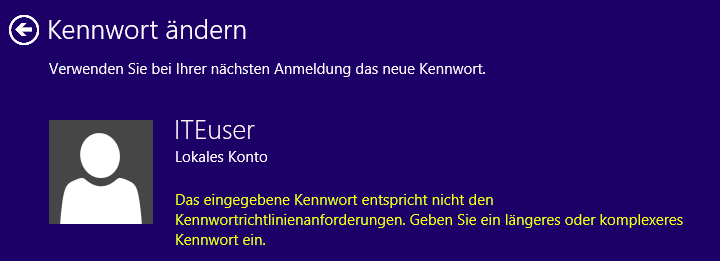 Kennwort ändern
Verwenden Sie bei Ihrer nächsten Anmeldung das neue Kennwort.
ITEuser
Lokales Konto
Das eingegebene Kennwort entspricht nicht den
Kennwortrichtlinienanforderungen. Geben Sie ein längeres oder komplexeres
Kennwort ein.